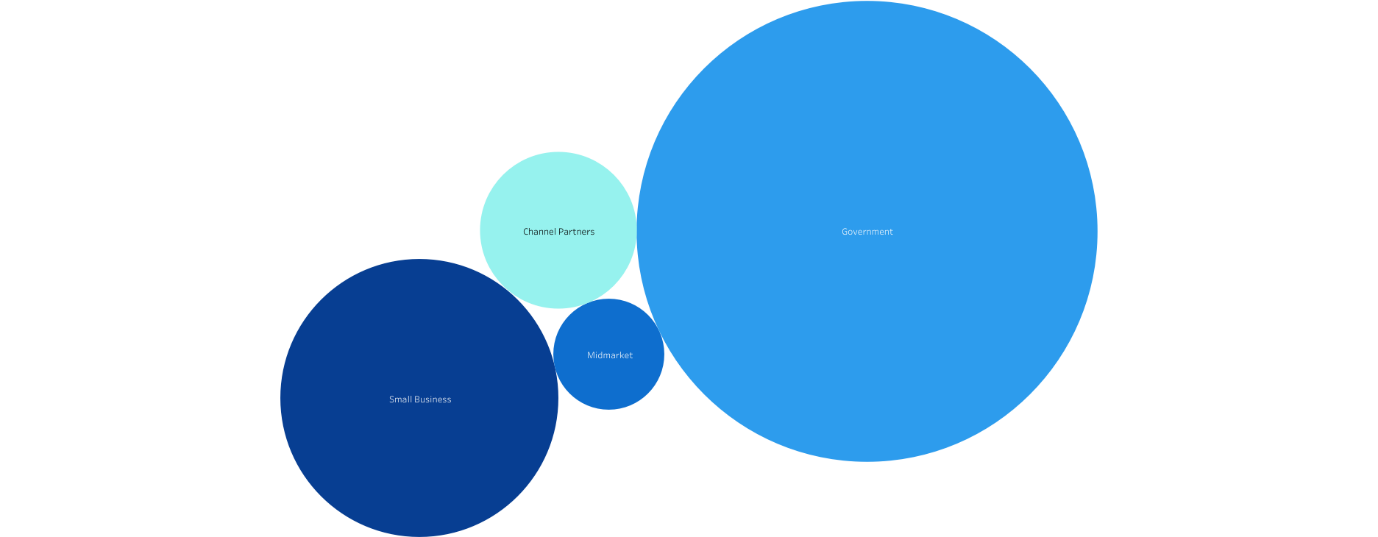 Channel Partners
Government
Midmarket
Small Business